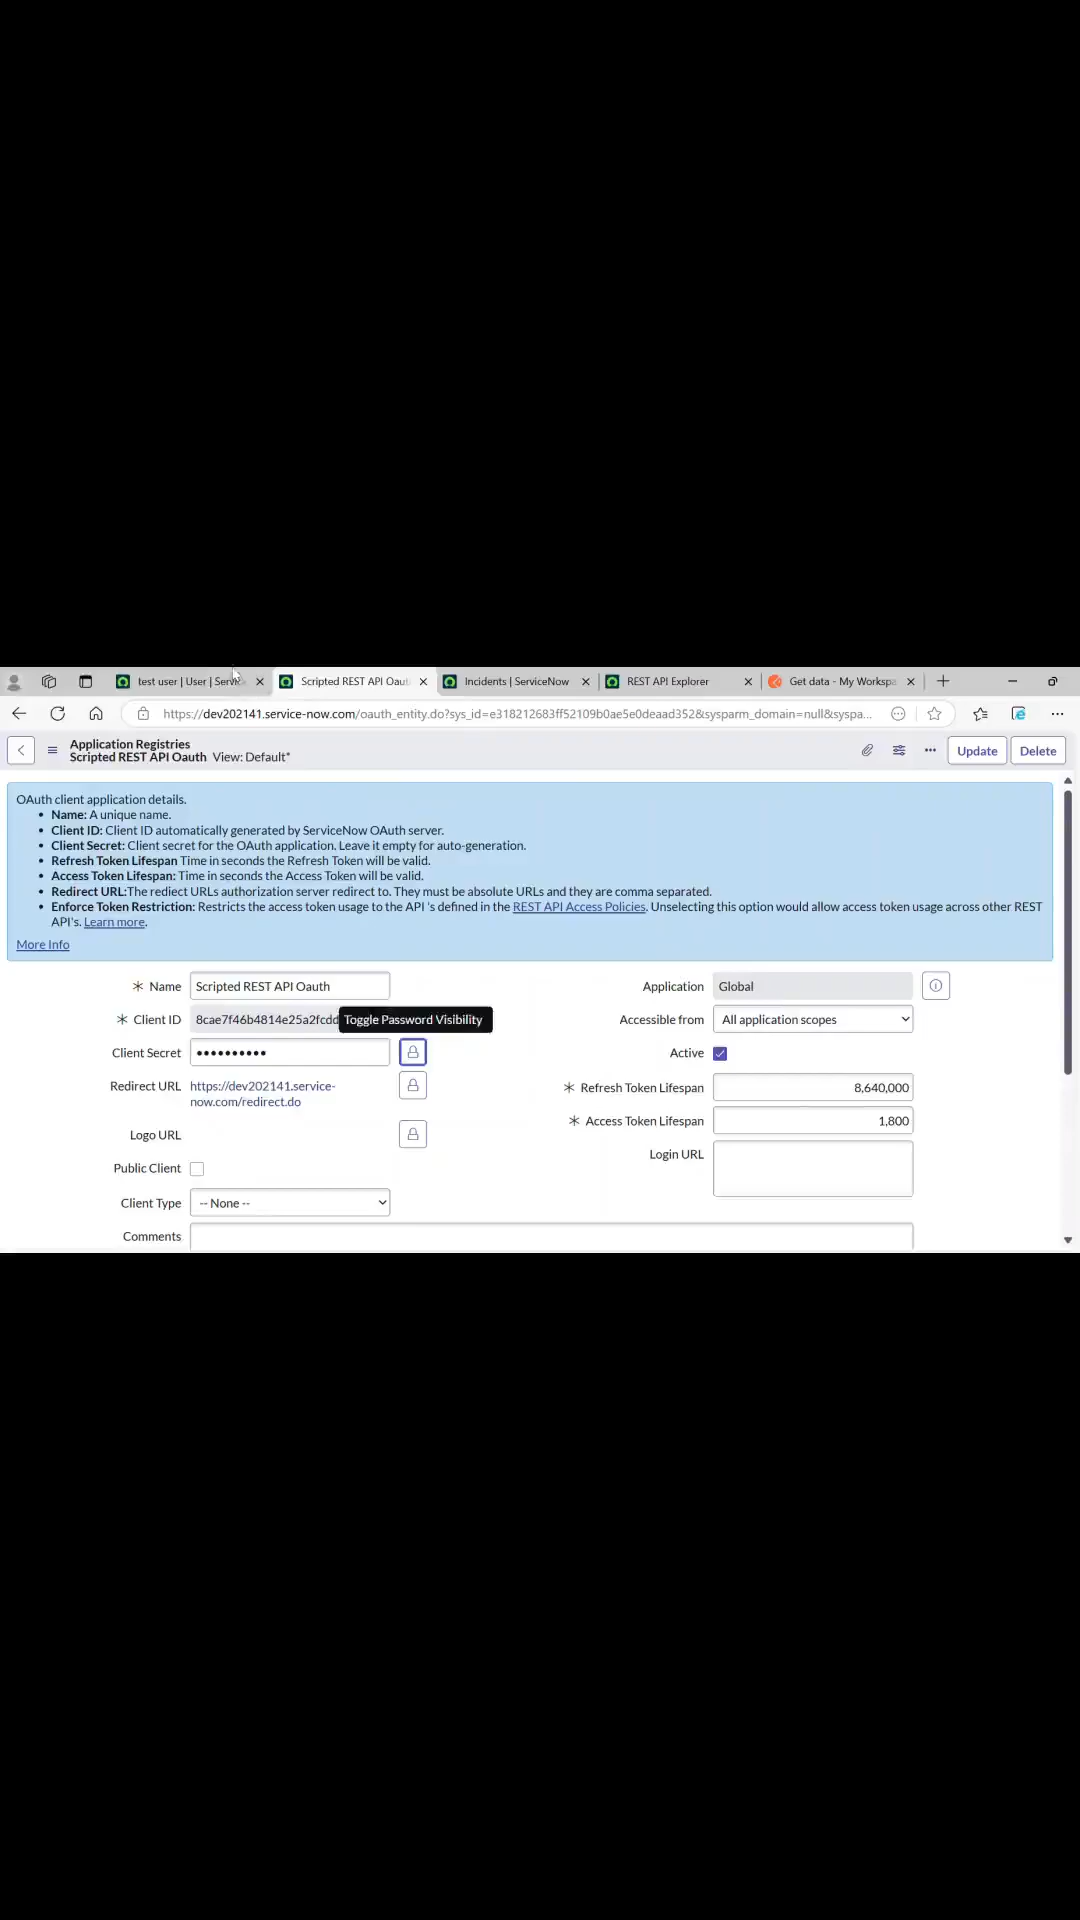 test user | User | Servic
Scripted REST API Oaut
Incidents | ServiceNow
REST API Explorer
Get data - My Workspa
https://dev202141.service-now.com/oauth_entity.do?sys_id=e318212683ff52109b0ae5e0deaad352&sysparm_domain=null&syspa...
Application Registries
Scripted REST API Oauth View: Default*
Update
Delete
OAuth client application details.
• Name: A unique name.
• Client ID: Client ID automatically generated by ServiceNow OAuth server.
• Client Secret: Client secret for the OAuth application. Leave it empty for auto-generation.
• Refresh Token Lifespan Time in seconds the Refresh Token will be valid.
• Access Token Lifespan: Time in seconds the Access Token will be valid.
• Redirect URL:The rediect URLs authorization server redirect to. They must be absolute URLs and they are comma separated.
• Enforce Token Restriction: Restricts the access token usage to the API 's defined in the REST API Access Policies. Unselecting this option would allow access token usage across other REST
API's. Learn more.
More Info
Name Scripted REST API Oauth
Application Global
Client ID 8cae7f46b4814e25a2fcdd
Toggle Password Visibility
Accessible from All application scopes
Client Secret ••••••••••
Active
Redirect URL https://dev202141.service-
now.com/redirect.do
Refresh Token Lifespan 8,640,000
Access Token Lifespan 1,800
Logo URL
Login URL
Public Client
Client Type -- None --
Comments